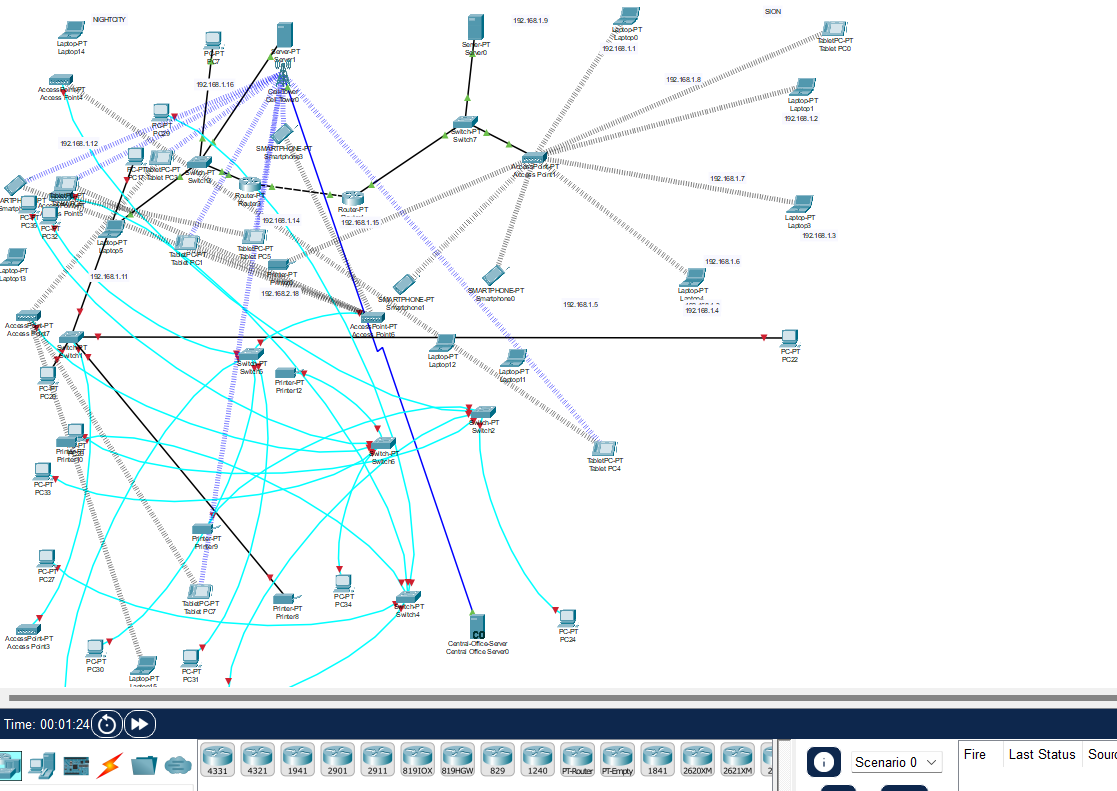 NIGHTCITY
SION
192.168.1.9
Laptop-PT
Laptop14
PC-PT
PC7
Server-PT
Server1
Server-PT
Server0
Laptop-PT
Laptop0
192.168.1.1
TabletPC-PT
Tablet PC0
192.168.1.8
192.168.1.16
AccessPoint-PT
Access Point4
Cell Tower
Cell Tower0
Laptop-PT
Laptop1
192.168.1.2
PC-PT
PC29
Switch-PT
Switch7
192.168.1.12
SMARTPHONE-PT
Smartphone3
AccessPoint-PT
Access Point1
PC-PT
PC17
TabletPC-PT
Switch-PT
192.168.1.7
Router-PT
Router-PT
PC-PT
PC35
PC-PT
PC32
192.168.1.14
192.168.1.15
Laptop-PT
Laptop3
192.168.1.3
Laptop-PT
Laptop5
TabletPC-PT
Tablet PC1
TabletPC-PT
Tablet PC5
Laptop-PT
Laptop13
192.168.1.11
Printer-PT
192.168.2.18
192.168.1.6
SMARTPHONE-PT
Smartphone1
SMARTPHONE-PT
Smartphone0
Laptop-PT
Laptop4
192.168.1.5
192.168.1.4
AccessPoint-PT
Access Point7
AccessPoint-PT
Access Point6
Switch-PT
Switch1
Switch-PT
Switch5
Laptop-PT
Laptop12
Laptop-PT
Laptop11
PC-PT
PC22
PC-PT
Printer-PT
Printer12
Switch-PT
Switch2
Printer10
Switch-PT
Switch6
TabletPC-PT
Tablet PC4
PC-PT
PC33
Printer-PT
Printer9
PC-PT
PC27
TabletPC-PT
Tablet PC7
Printer-PT
Printer8
PC-PT
PC34
Switch-PT
Switch4
PC-PT
PC24
AccessPoint-PT
Access Point3
PC-PT
PC30
PC-PT
PC31
Laptop-PT
Laptop15
CO
Central-Office-Server
Central Office Server0
Time: 00:01:24
4331
4321
1941
2901
2911
819IOX
819HGW
829
1240
PT-Router
PT-Empty
1841
2620XM
2621XM
Scenario 0
Fire
Last Status